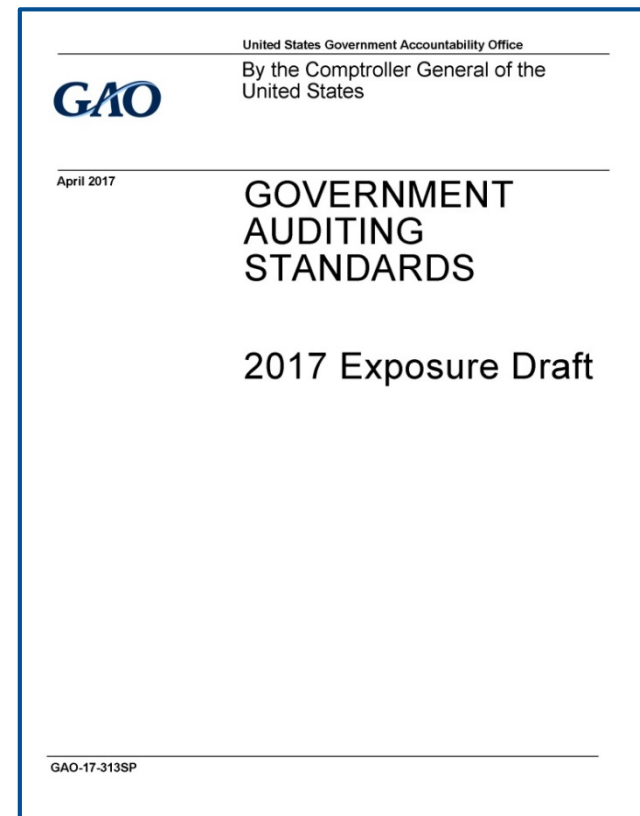 United States Government Accountability Office
By the Comptroller General of the
United States
GAO
April 2017
GOVERNMENT
AUDITING
STANDARDS
2017 Exposure Draft
GAO-17-313SP